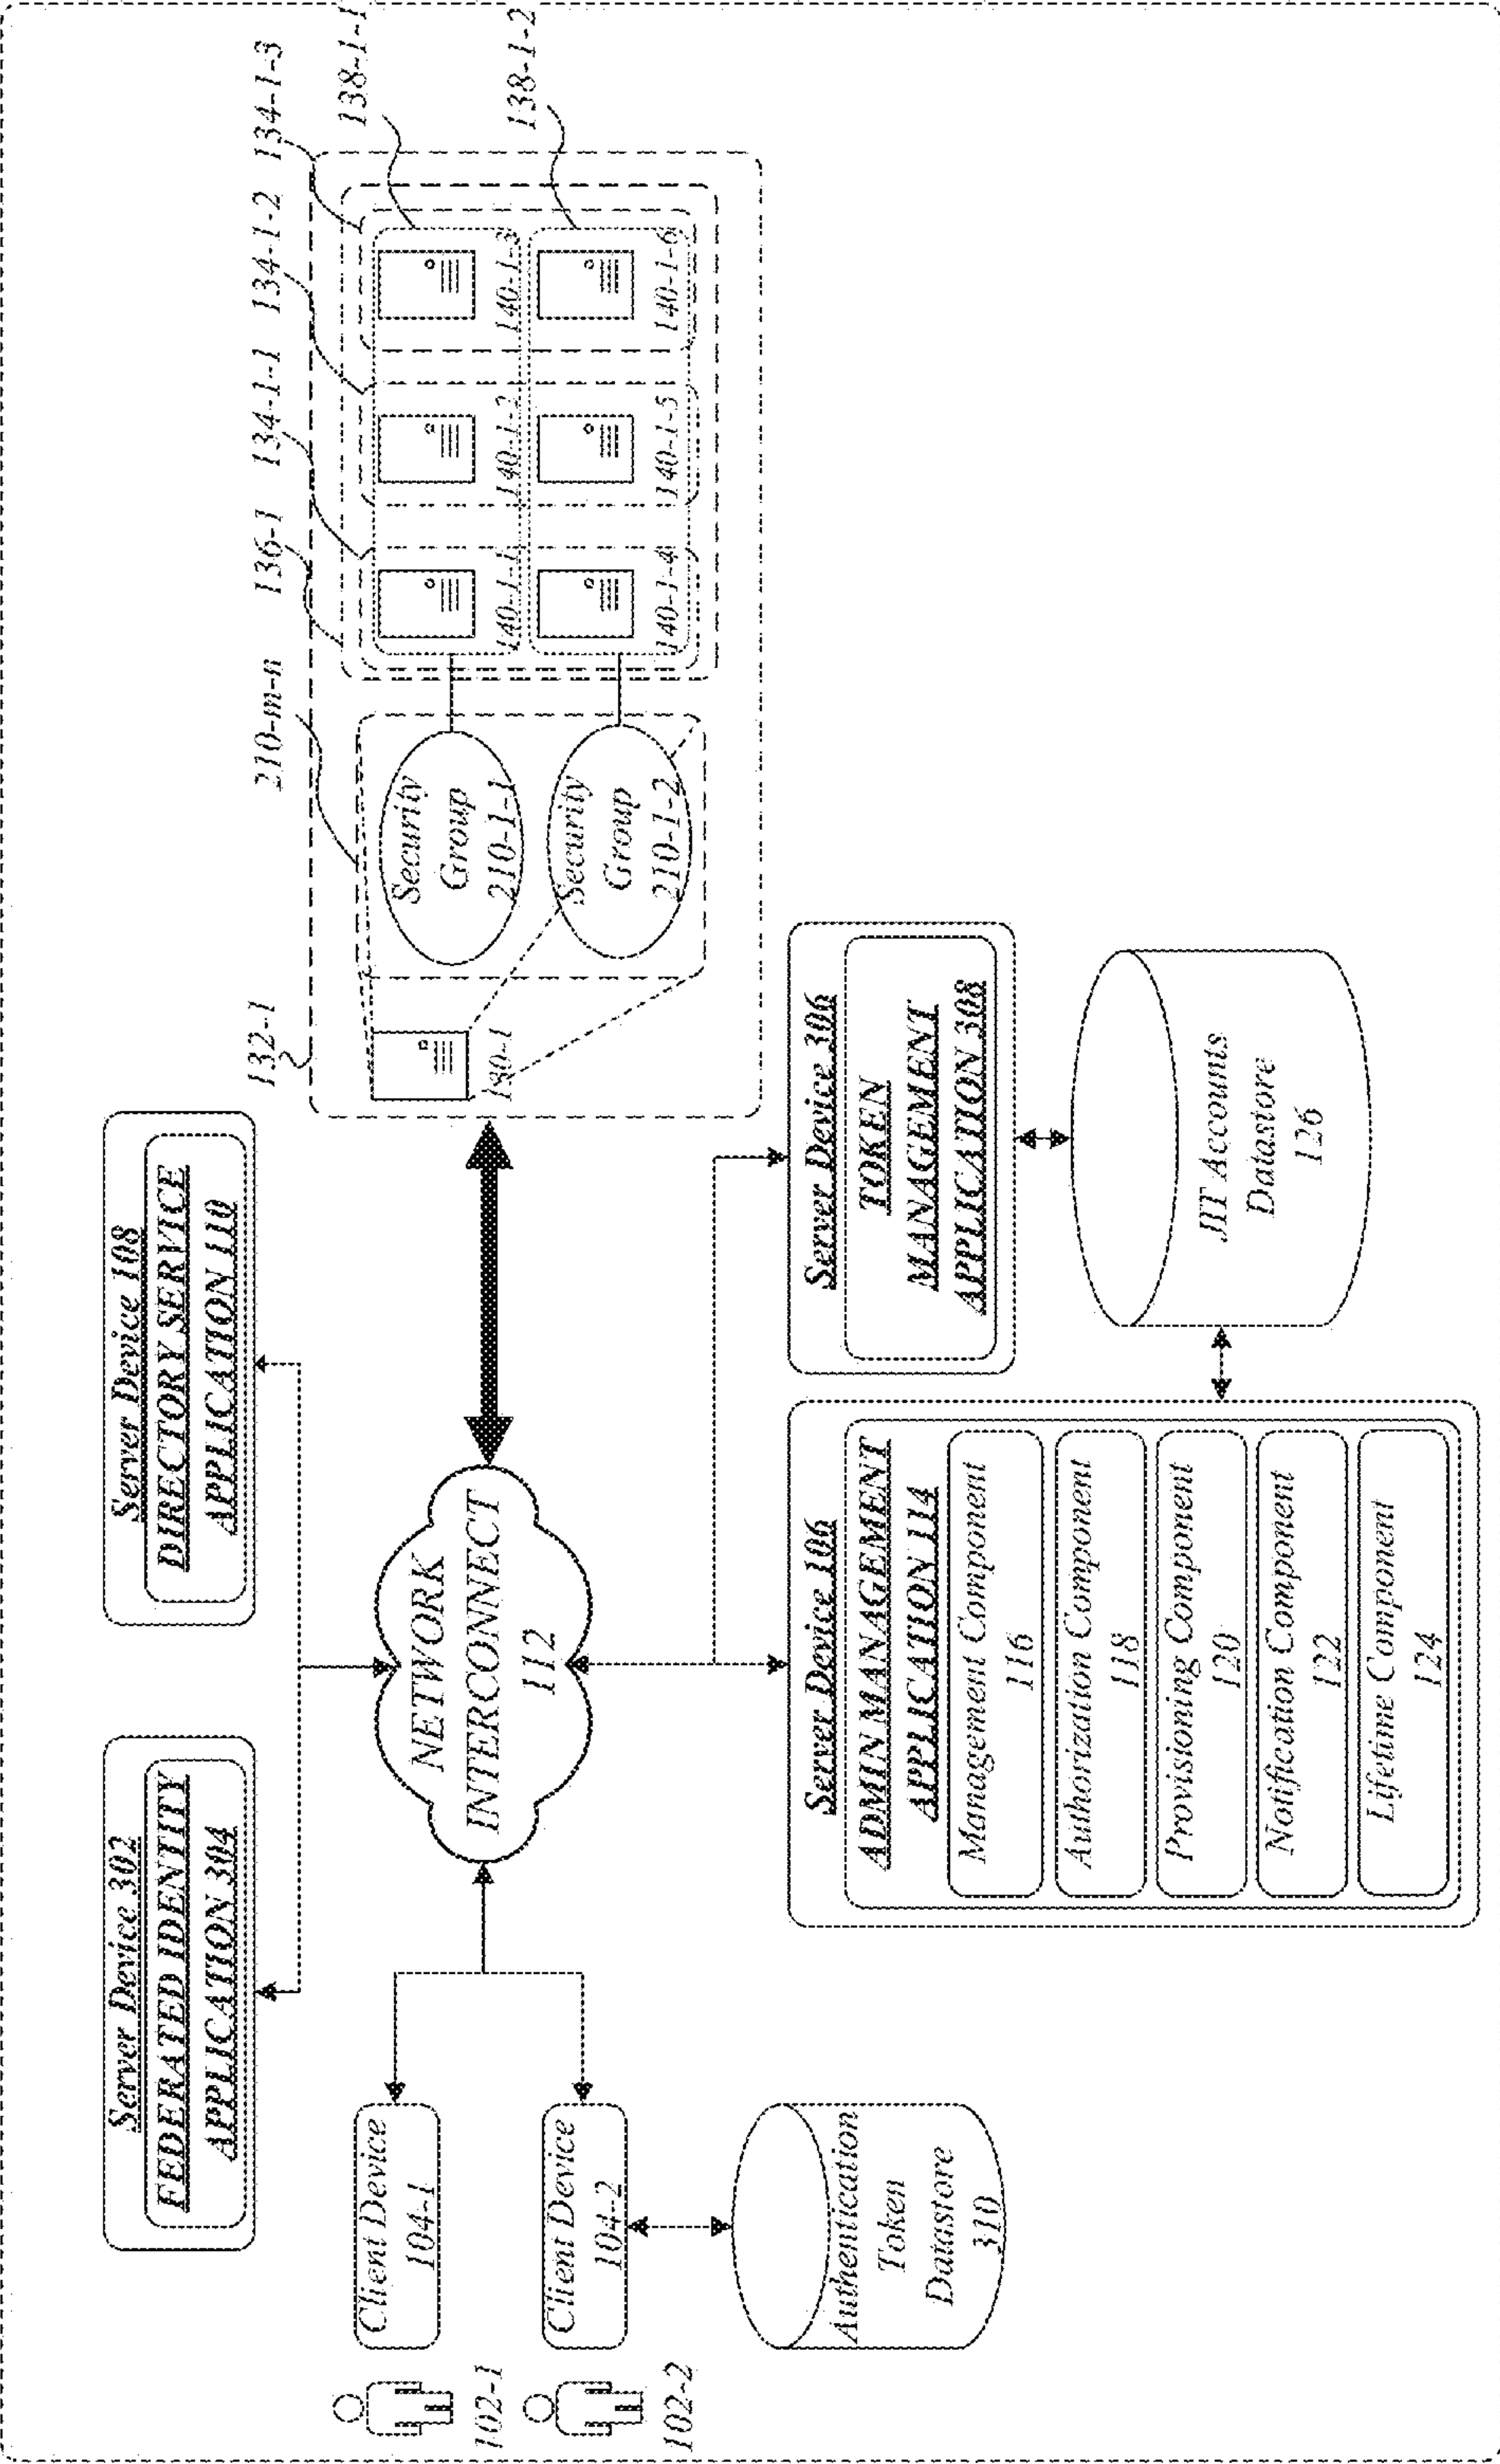 Server Device 302
FEDERATED IDENTITY
APPLICATION 304
Server Device 108
DIRECTORY SERVICE
APPLICATION 110
132-1
210-m-n
136-1
134-1-1
134-1-2
134-1-3
138-1-1
138-1-2
102-1
102-2
Client Device
104-1
Client Device
104-2
Authentication
Token
Datastore
310
NETWORK
INTERCONNECT
112
130-1
Security
Group
210-1-1
Security
Group
210-1-2
140-1-1
140-1-2
140-1-3
140-1-4
140-1-5
140-1-6
Server Device 106
ADMIN MANAGEMENT
APPLICATION 114
Management Component
116
Authorization Component
118
Provisioning Component
120
Notification Component
122
Lifetime Component
124
Server Device 306
TOKEN
MANAGEMENT
APPLICATION 308
JIT Accounts
Datastore
126